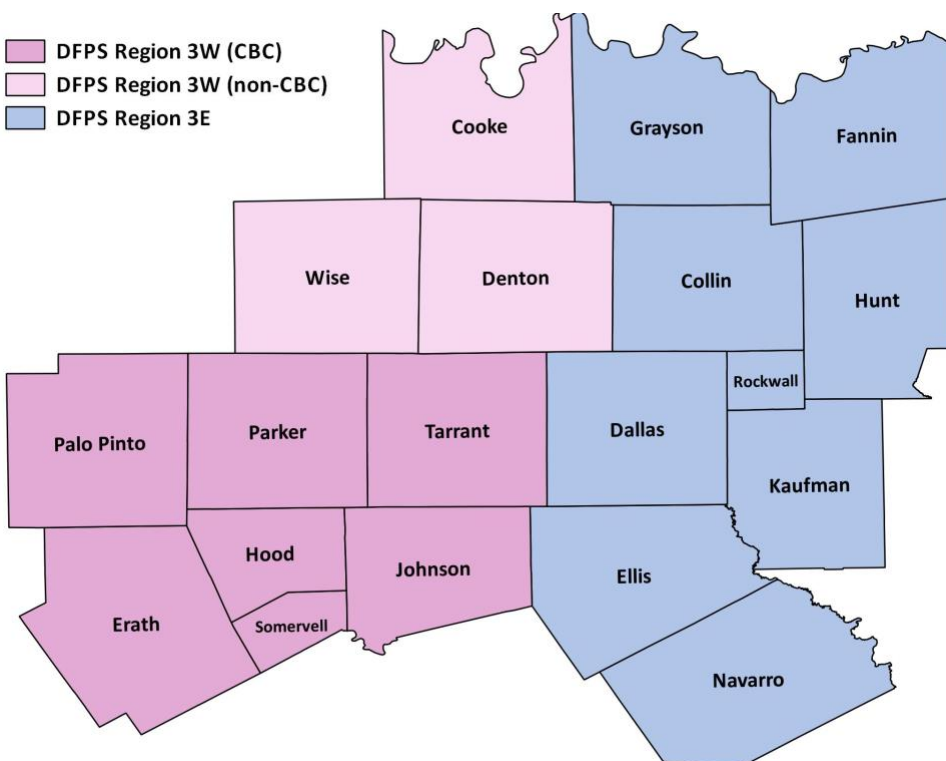 DFPS Region 3W (CBC)
DFPS Region 3W (non-CBC)
DFPS Region 3E
Cooke
Grayson
Fannin
Wise
Denton
Collin
Hunt
Rockwall
Palo Pinto
Parker
Tarrant
Dallas
Kaufman
Hood
Johnson
Ellis
Erath
Somervell
Navarro